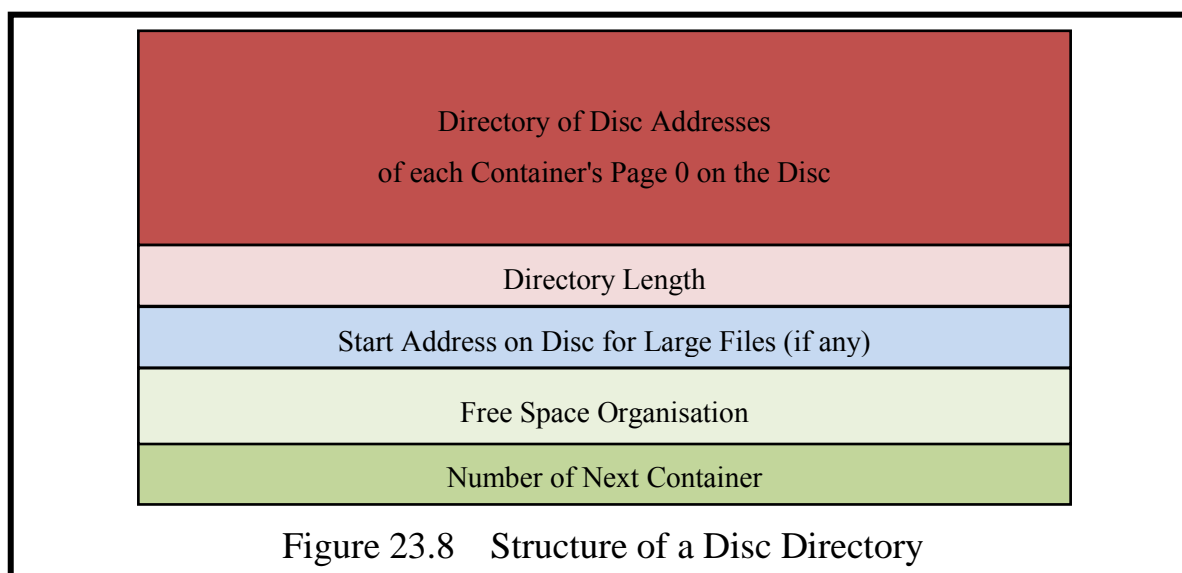 Directory of Disc Addresses
of each Container's Page 0 on the Disc
Directory Length
Start Address on Disc for Large Files (if any)
Free Space Organisation
Number of Next Container
Figure 23.8 Structure of a Disc Directory